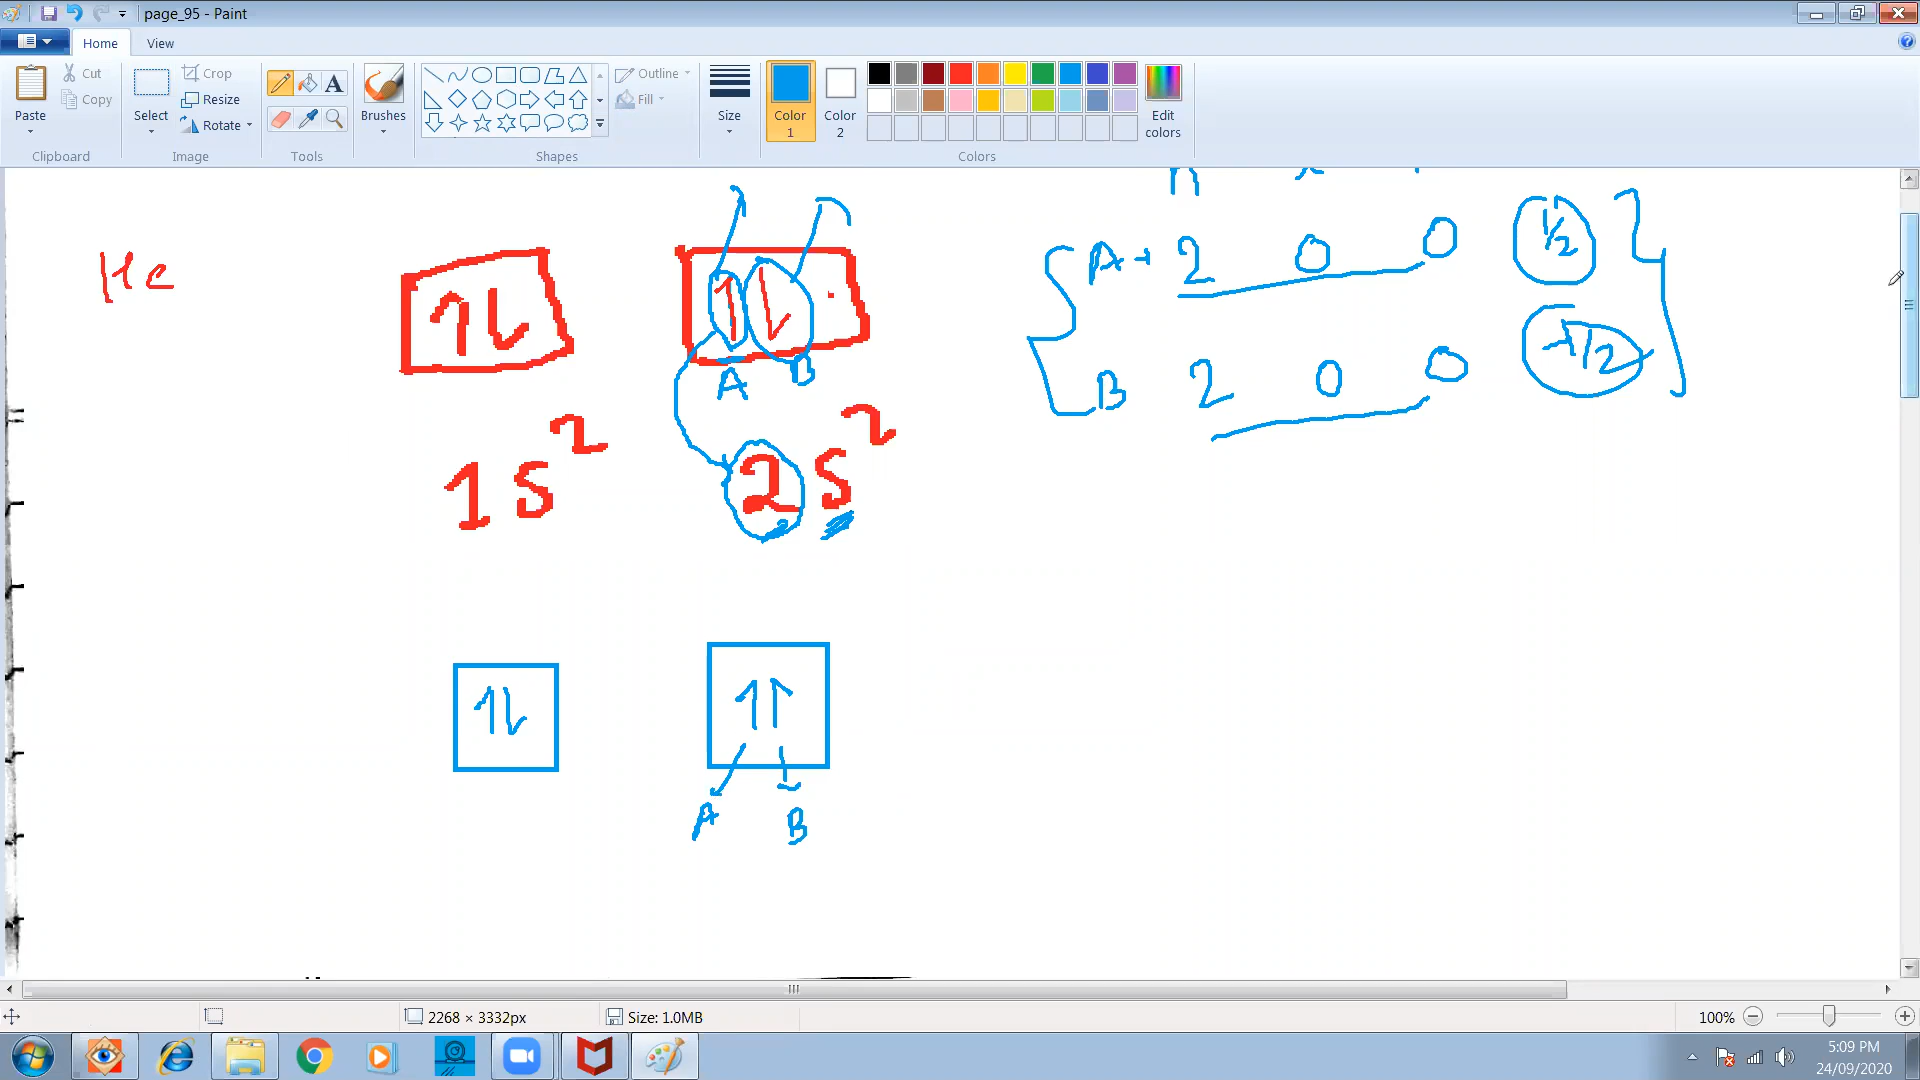 page_95 - Paint
Home View
Paste Cut Copy Select Crop Resize Rotate Brushes Outline Fill Size Color 1 Color 2 Edit colors
Clipboard Image Tools Shapes Colors
He 1↓ 1↓
A + 2 0 0 1/2
A B
B 2 0 0 -1/2
1s² 2s²
A B
2268 × 3332px Size: 1.0MB 100%
5:09 PM
24/09/2020